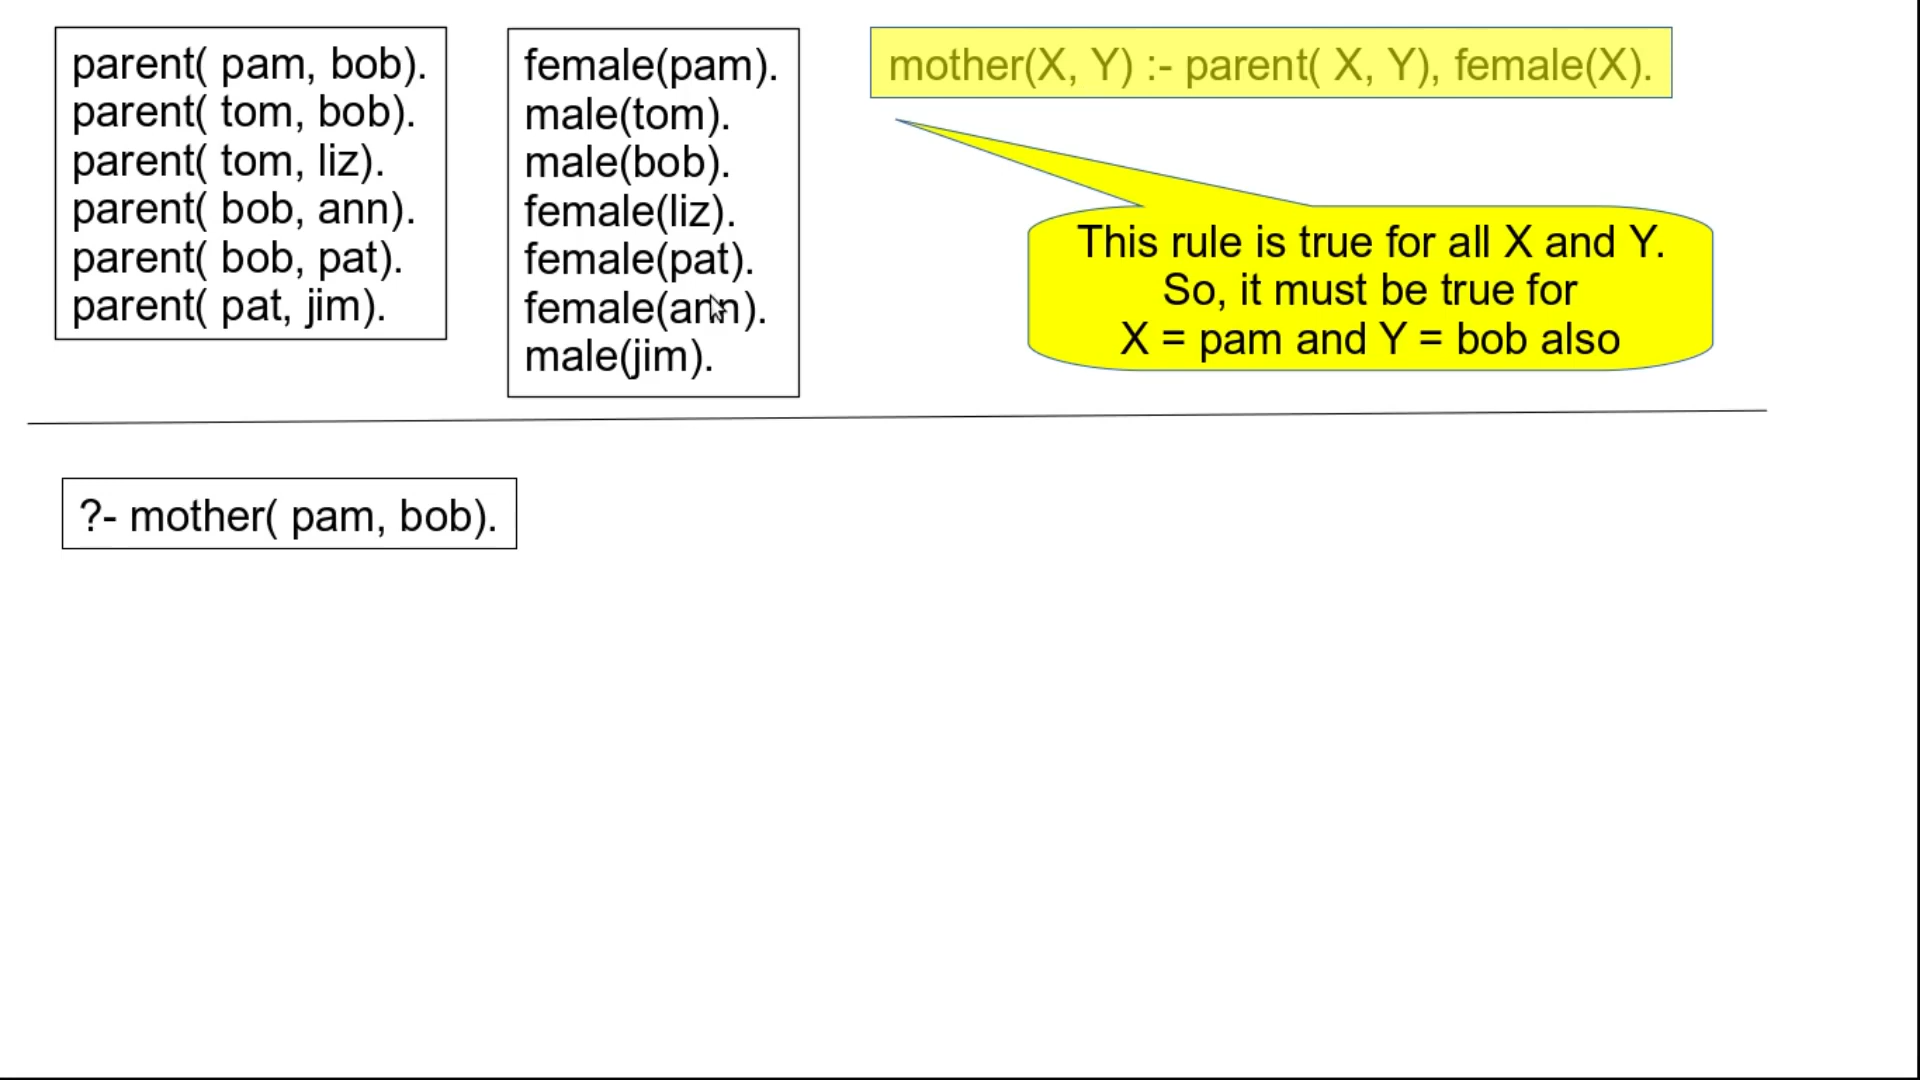 parent( pam, bob).
parent( tom, bob).
parent( tom, liz).
parent( bob, ann).
parent( bob, pat).
parent( pat, jim).
female(pam).
male(tom).
male(bob).
female(liz).
female(pat).
female(ann).
male(jim).
mother(X, Y) :- parent( X, Y), female(X).
This rule is true for all X and Y.
So, it must be true for
X = pam and Y = bob also
?- mother( pam, bob).